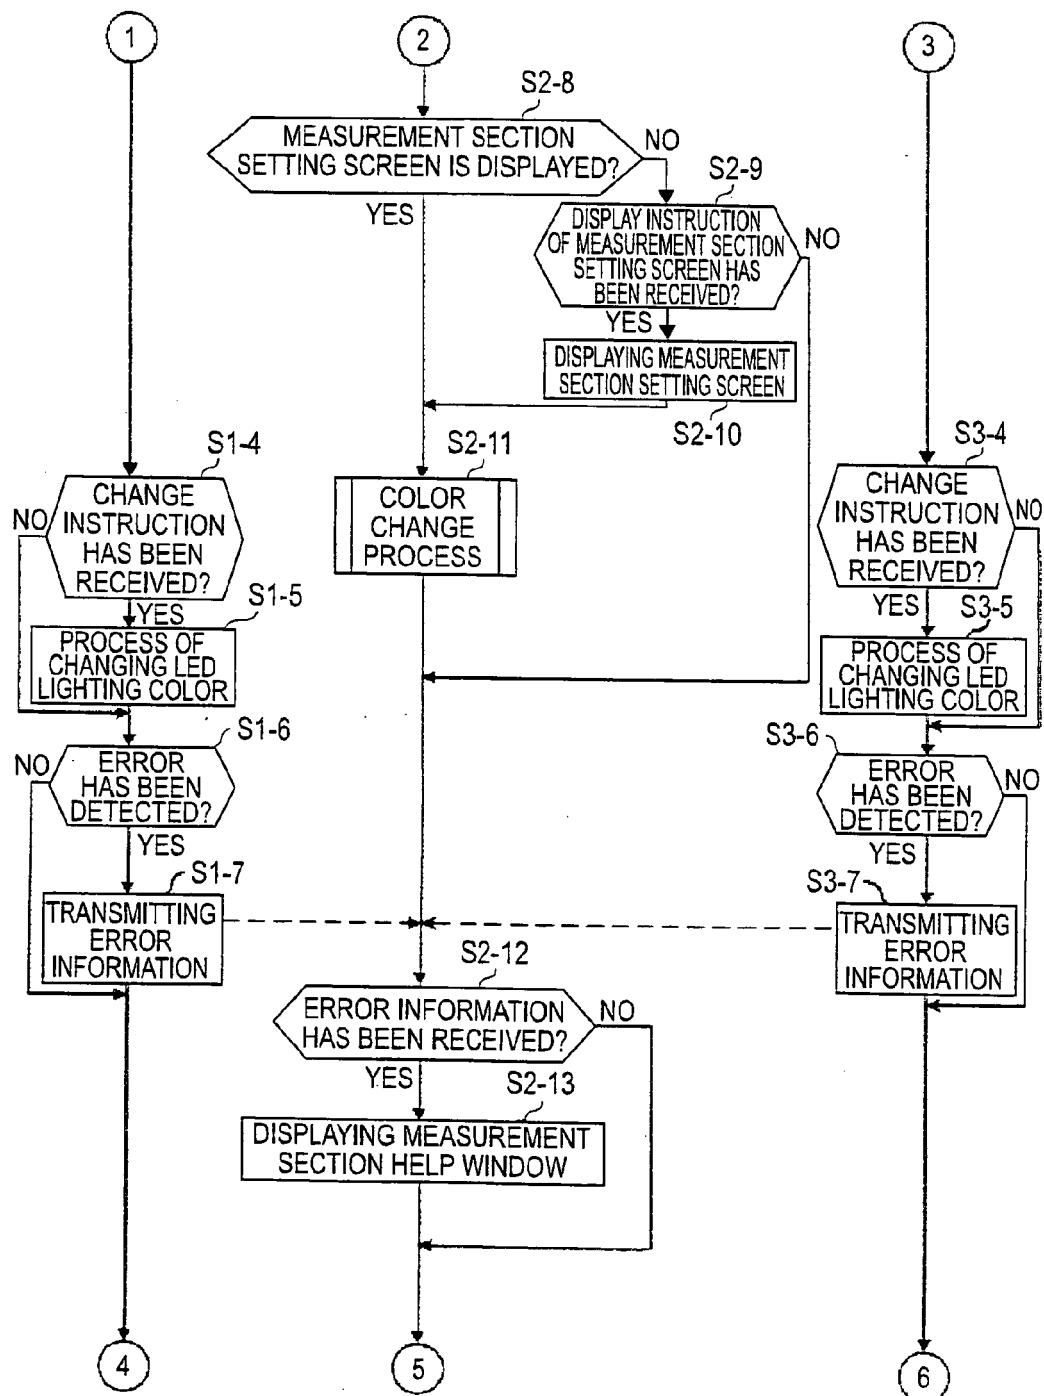 1
2
3
S2-8
MEASUREMENT SECTION
SETTING SCREEN IS DISPLAYED?
NO
YES
S2-9
DISPLAY INSTRUCTION
OF MEASUREMENT SECTION
SETTING SCREEN HAS
BEEN RECEIVED?
NO
YES
DISPLAYING MEASUREMENT
SECTION SETTING SCREEN
S2-10
S1-4
CHANGE
INSTRUCTION
HAS BEEN
RECEIVED?
NO
YES
S1-5
PROCESS OF
CHANGING LED
LIGHTING COLOR
S2-11
COLOR
CHANGE
PROCESS
S3-4
CHANGE
INSTRUCTION
HAS BEEN
RECEIVED?
NO
YES
S3-5
PROCESS OF
CHANGING LED
LIGHTING COLOR
S1-6
ERROR
HAS BEEN
DETECTED?
NO
YES
S1-7
TRANSMITTING
ERROR
INFORMATION
S3-6
ERROR
HAS BEEN
DETECTED?
NO
YES
S3-7
TRANSMITTING
ERROR
INFORMATION
S2-12
ERROR INFORMATION
HAS BEEN RECEIVED?
NO
YES
S2-13
DISPLAYING MEASUREMENT
SECTION HELP WINDOW
4
5
6